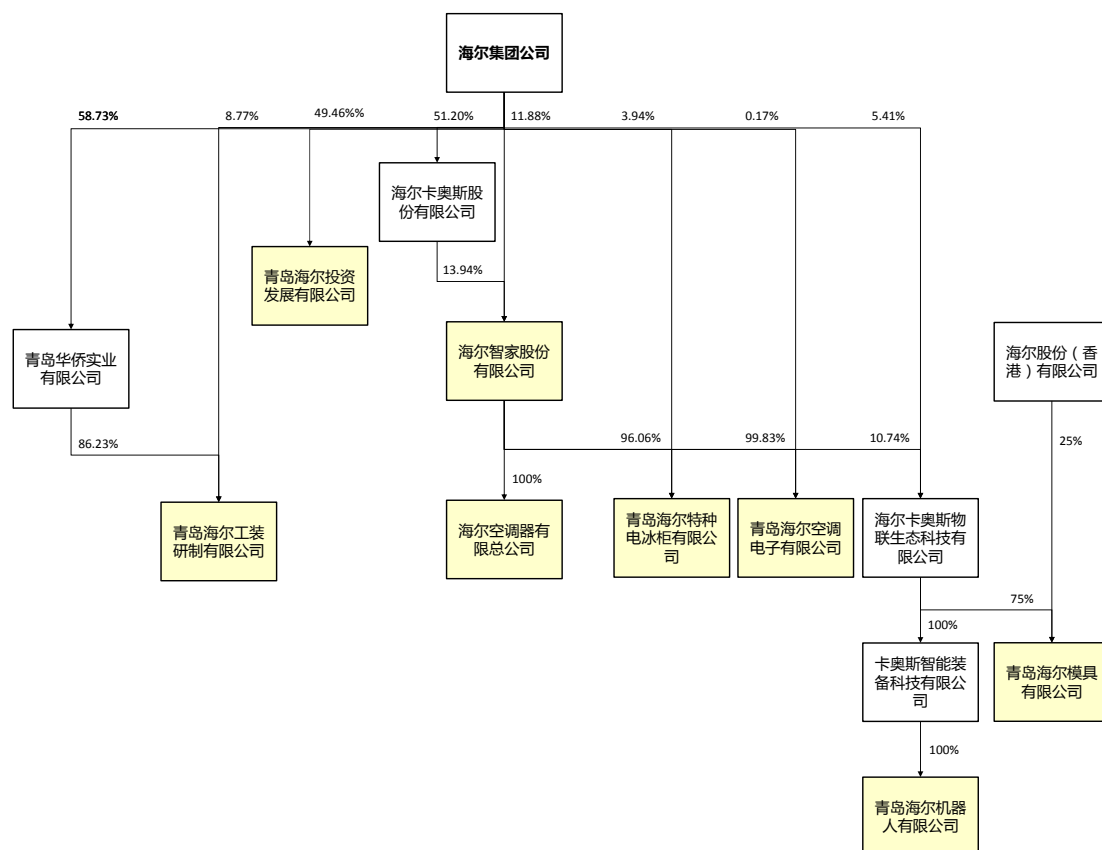 海尔集团公司
58.73%
8.77%
49.46%%
51.20%
11.88%
3.94%
0.17%
5.41%
海尔卡奥斯股
份有限公司
青岛海尔投资
发展有限公司
13.94%
青岛华侨实业
有限公司
海尔智家股份
有限公司
海尔股份（香
港）有限公司
86.23%
96.06%
99.83%
10.74%
25%
100%
青岛海尔工装
研制有限公司
海尔空调器有
限总公司
青岛海尔特种
电冰柜有限公
司
青岛海尔空调
电子有限公司
海尔卡奥斯物
联生态科技有
限公司
75%
100%
卡奥斯智能装
备科技有限公
司
青岛海尔模具
有限公司
100%
青岛海尔机器
人有限公司